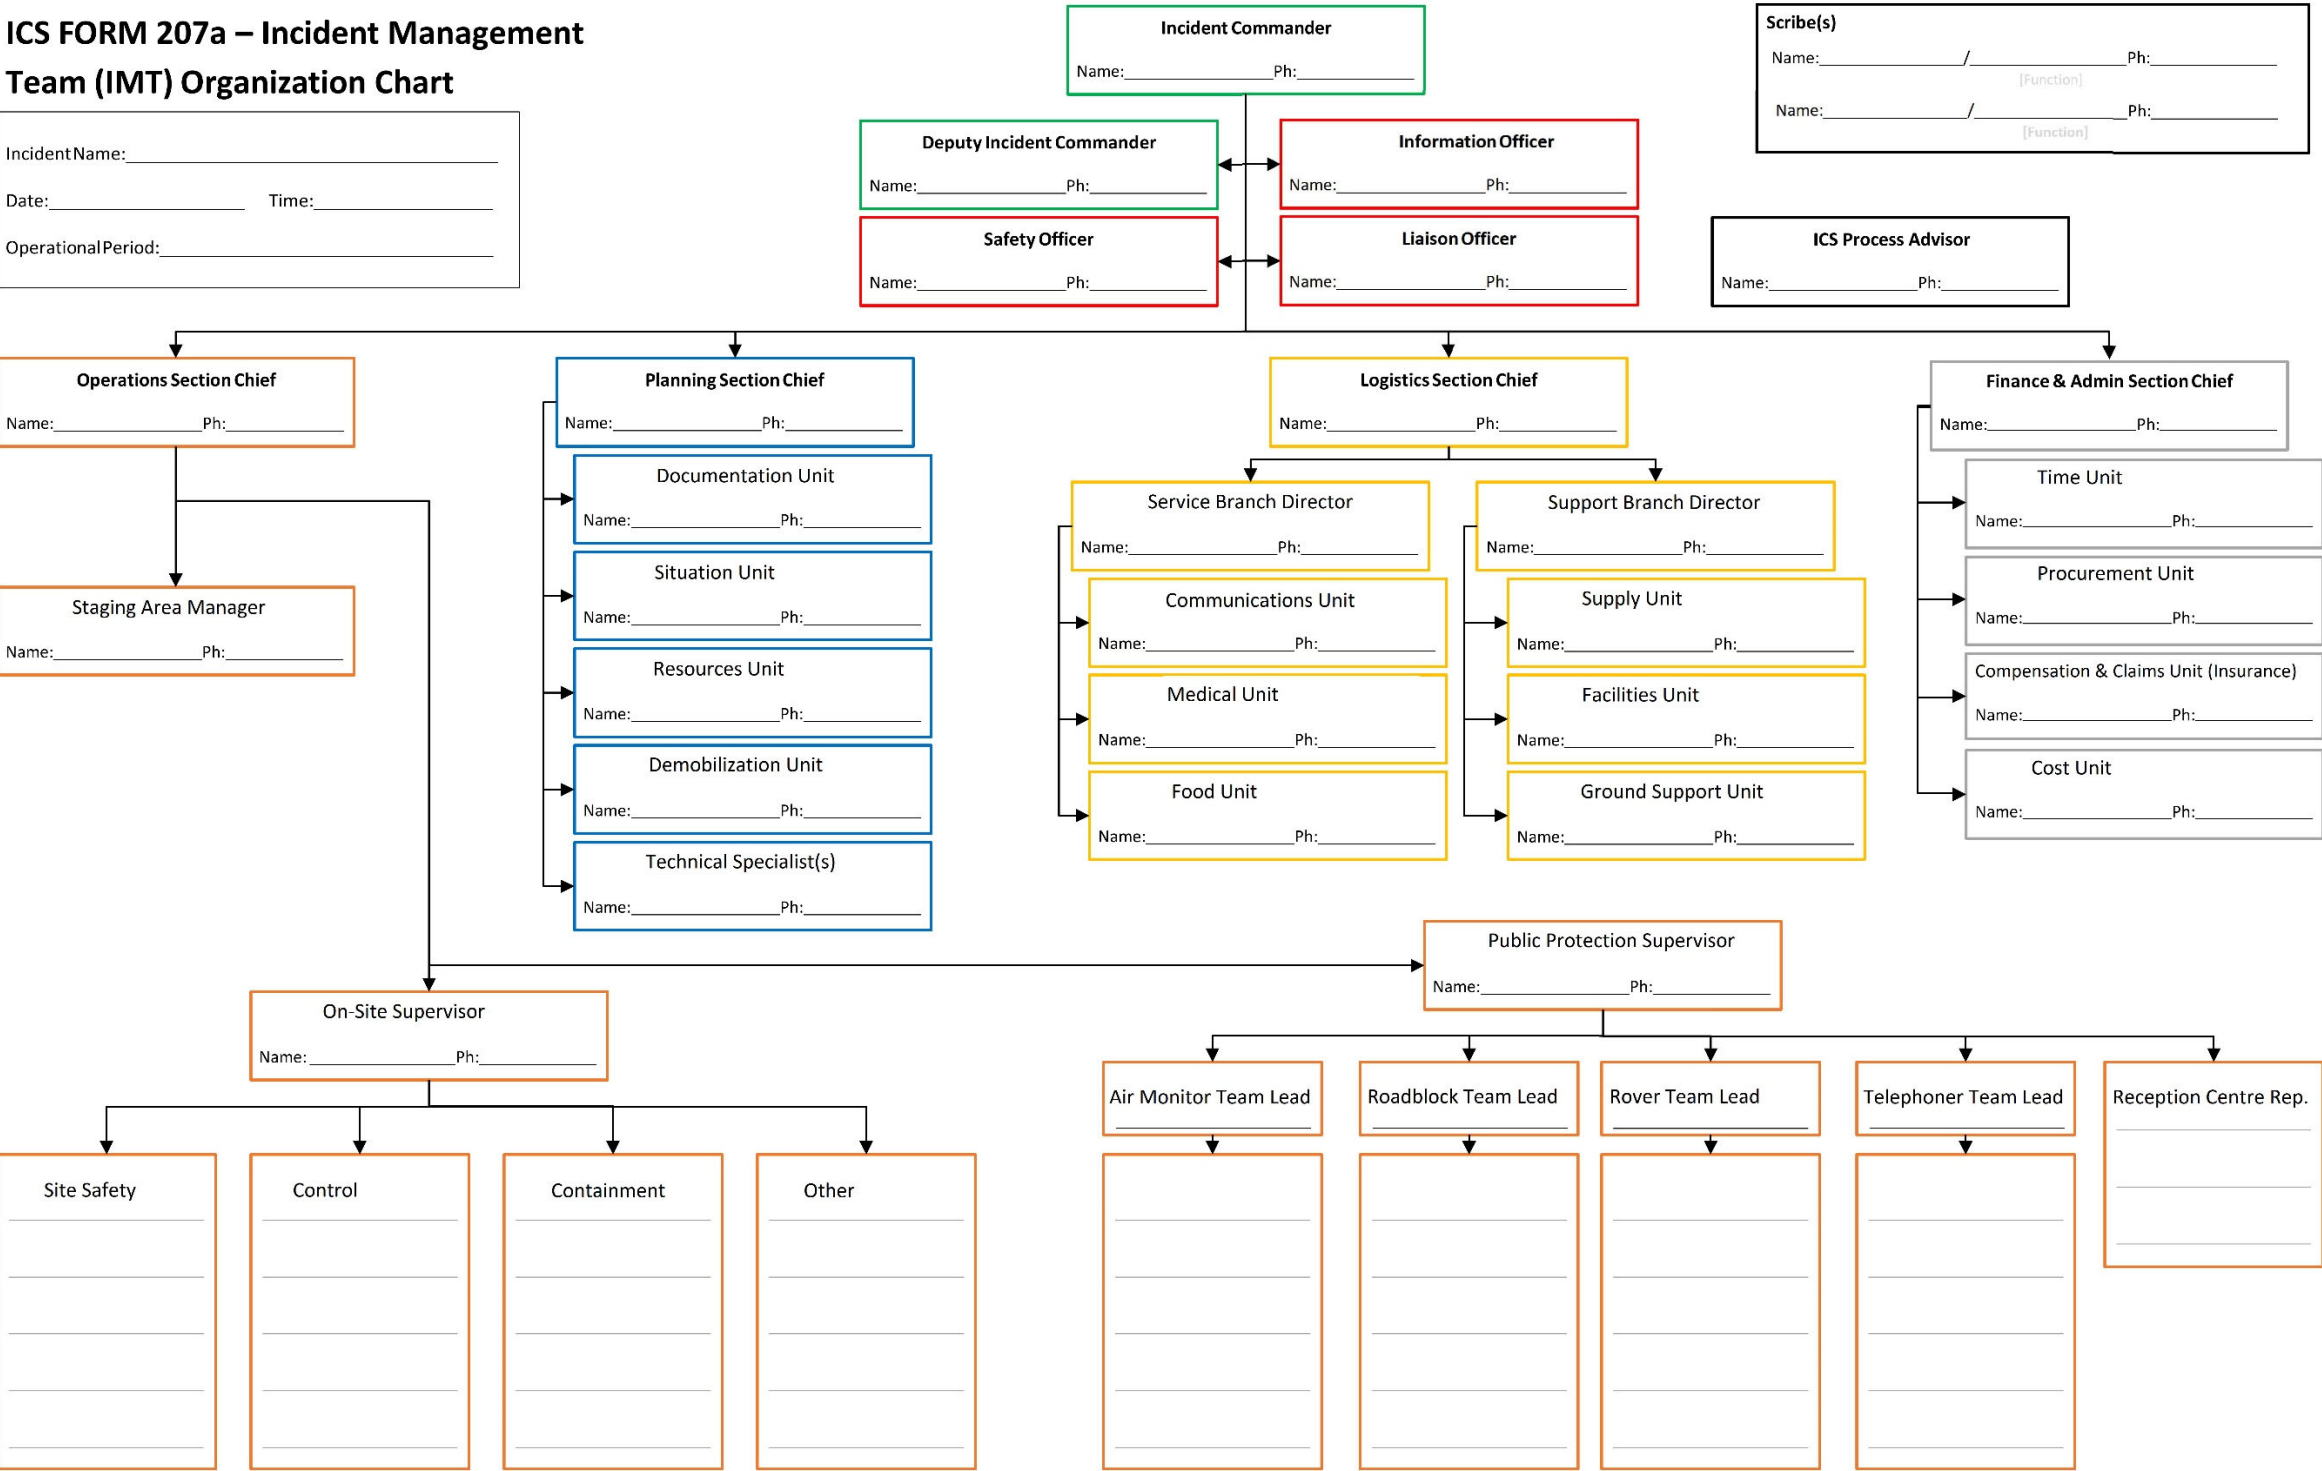 ICS FORM 207a – Incident Management
Team (IMT) Organization Chart
Incident Name:
Date: Time:
Operational Period:
Incident Commander
Name: Ph:
Scribe(s)
Name: / Ph:
[Function]
Name: / Ph:
[Function]
Deputy Incident Commander
Name: Ph:
Information Officer
Name: Ph:
Safety Officer
Name: Ph:
Liaison Officer
Name: Ph:
ICS Process Advisor
Name: Ph:
Operations Section Chief
Name: Ph:
Staging Area Manager
Name: Ph:
Planning Section Chief
Name: Ph:
Documentation Unit
Name: Ph:
Situation Unit
Name: Ph:
Resources Unit
Name: Ph:
Demobilization Unit
Name: Ph:
Technical Specialist(s)
Name: Ph:
Logistics Section Chief
Name: Ph:
Service Branch Director
Name: Ph:
Communications Unit
Name: Ph:
Medical Unit
Name: Ph:
Food Unit
Name: Ph:
Support Branch Director
Name: Ph:
Supply Unit
Name: Ph:
Facilities Unit
Name: Ph:
Ground Support Unit
Name: Ph:
Finance & Admin Section Chief
Name: Ph:
Time Unit
Name: Ph:
Procurement Unit
Name: Ph:
Compensation & Claims Unit (Insurance)
Name: Ph:
Cost Unit
Name: Ph:
On-Site Supervisor
Name: Ph:
Site Safety
Control
Containment
Other
Public Protection Supervisor
Name: Ph:
Air Monitor Team Lead
Roadblock Team Lead
Rover Team Lead
Telephoner Team Lead
Reception Centre Rep.